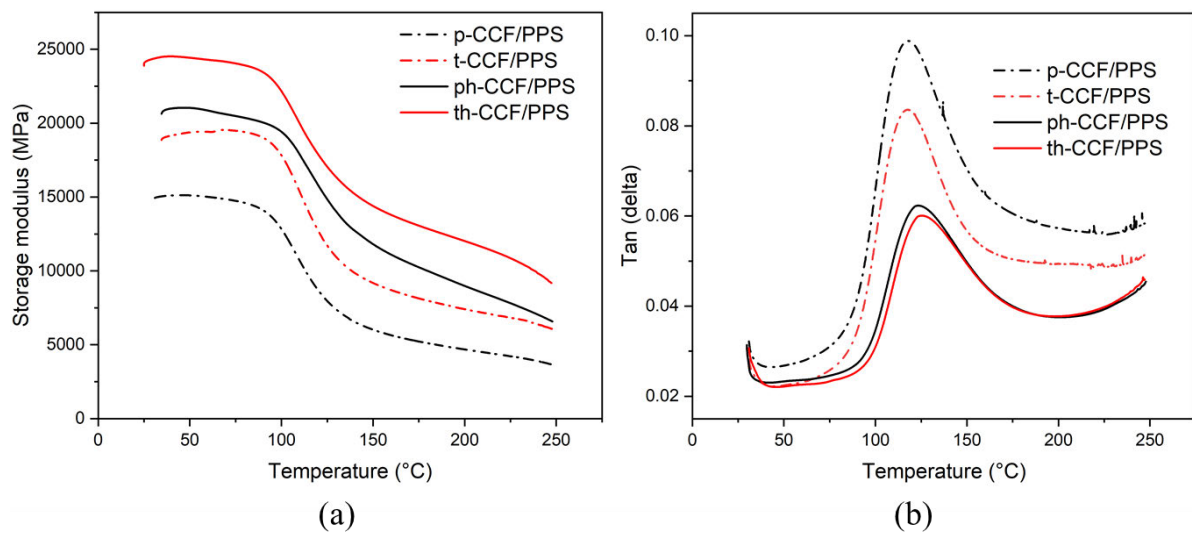 p-CCF/PPS
t-CCF/PPS
ph-CCF/PPS
th-CCF/PPS
25000
20000
15000
10000
5000
0
Storage modulus (MPa)
0 50 100 150 200 250
Temperature (°C)
(a)
p-CCF/PPS
t-CCF/PPS
ph-CCF/PPS
th-CCF/PPS
0.10
0.08
0.06
0.04
0.02
Tan (delta)
0 50 100 150 200 250
Temperature (°C)
(b)